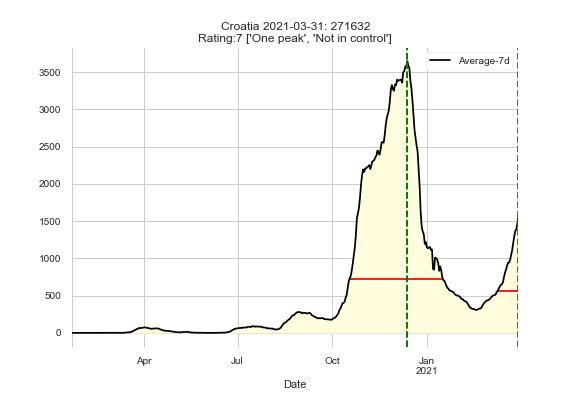 Croatia 2021-03-31: 271632
Rating:7 ['One peak', 'Not in control']
Average-7d
3500
3000
2500
2000
1500
1000
500
0
Apr
Jul
Oct
Jan
2021
Date